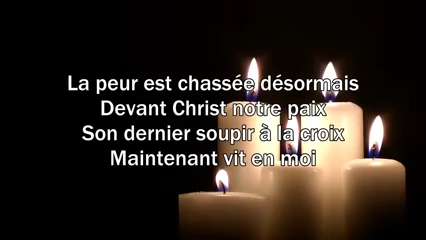 La peur est chassée désormais
Devant Christ notre paix
Son dernier soupir à la croix
Maintenant vit en moi